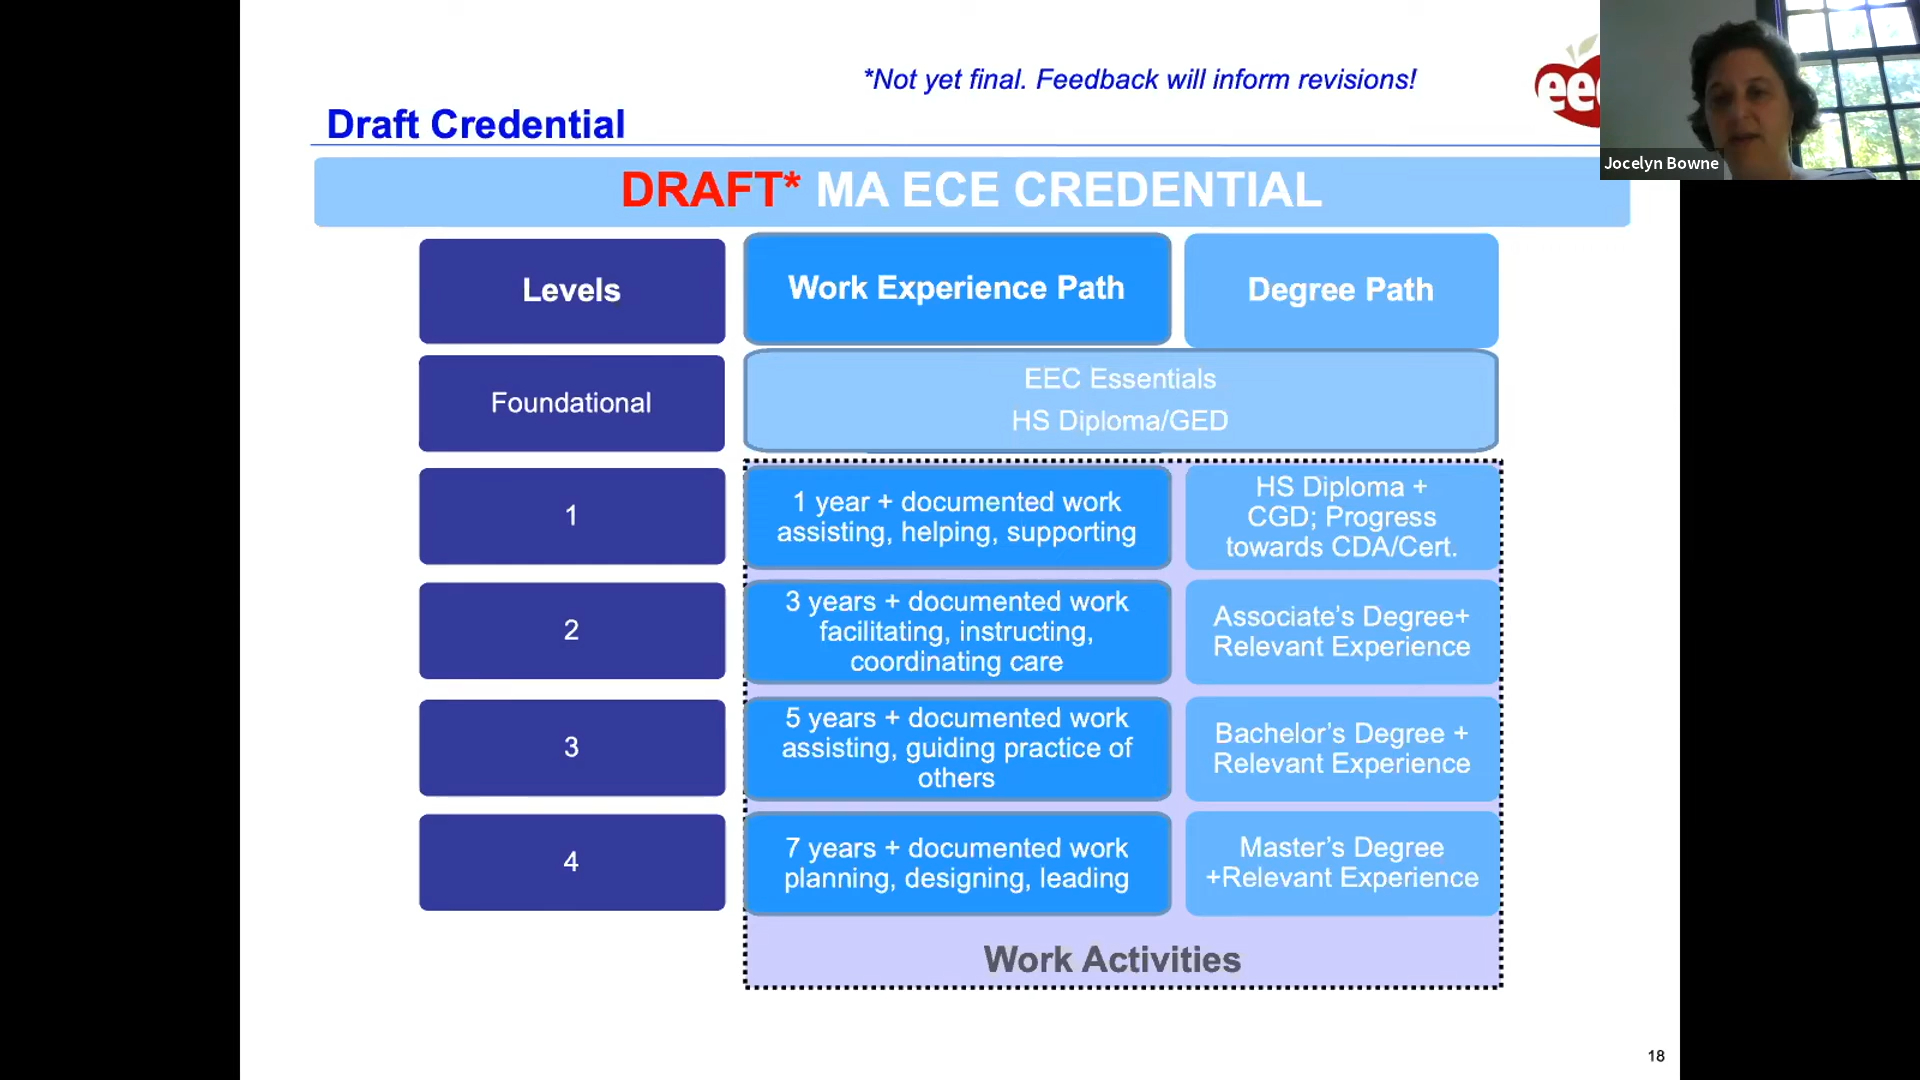 *Not yet final. Feedback will inform revisions!
Draft Credential
Jocelyn Bowne
DRAFT* MA ECE CREDENTIAL
Levels
Work Experience Path
Degree Path
Foundational
EEC Essentials
HS Diploma/GED
1
1 year + documented work
assisting, helping, supporting
HS Diploma +
CGD; Progress
towards CDA/Cert.
2
3 years + documented work
facilitating, instructing,
coordinating care
Associate's Degree+
Relevant Experience
3
5 years + documented work
assisting, guiding practice of
others
Bachelor's Degree +
Relevant Experience
4
7 years + documented work
planning, designing, leading
Master's Degree
+Relevant Experience
Work Activities
18